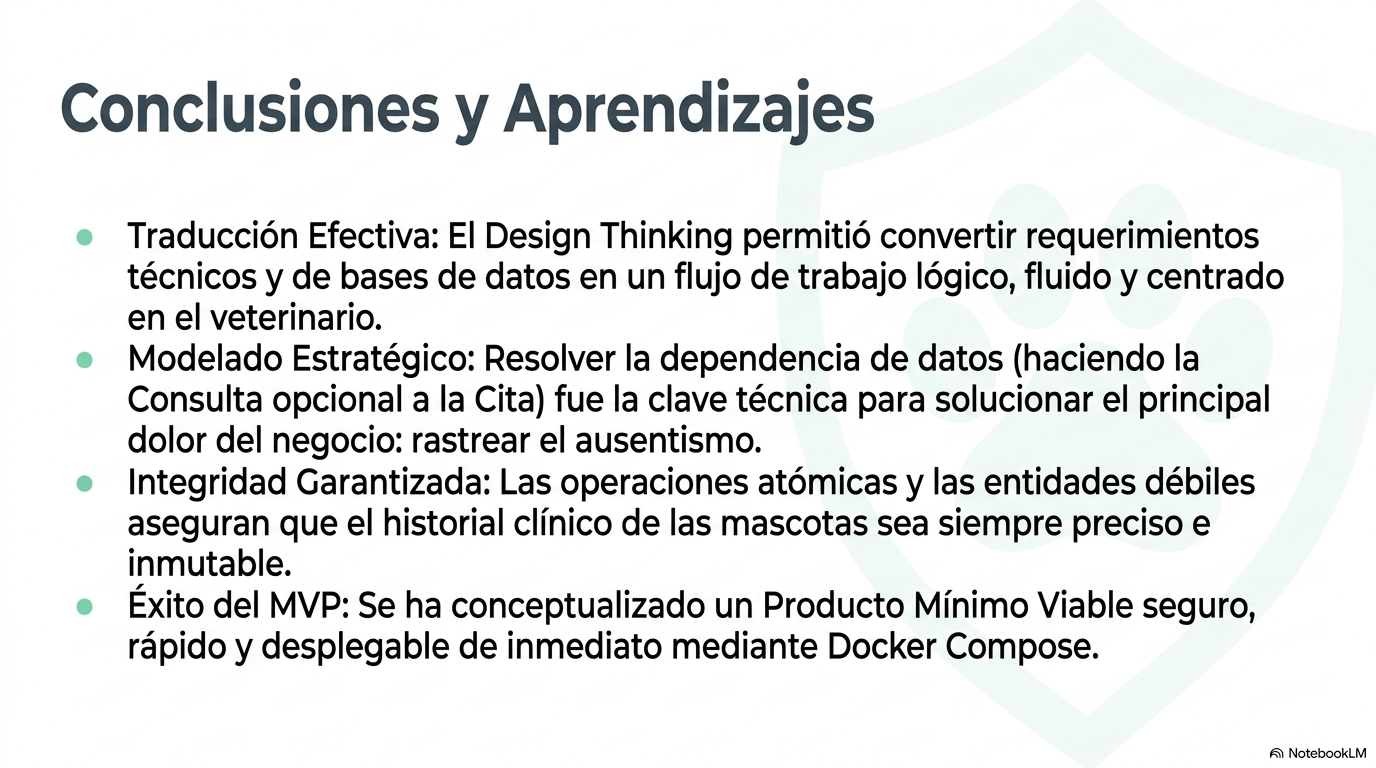 Conclusiones y Aprendizajes
● Traducción Efectiva: El Design Thinking permitió convertir requerimientos
técnicos y de bases de datos en un flujo de trabajo lógico, fluido y centrado
en el veterinario.
● Modelado Estratégico: Resolver la dependencia de datos (haciendo la
Consulta opcional a la Cita) fue la clave técnica para solucionar el principal
dolor del negocio: rastrear el ausentismo.
● Integridad Garantizada: Las operaciones atómicas y las entidades débiles
aseguran que el historial clínico de las mascotas sea siempre preciso e
inmutable.
● Éxito del MVP: Se ha conceptualizado un Producto Mínimo Viable seguro,
rápido y desplegable de inmediato mediante Docker Compose.
NotebookLM